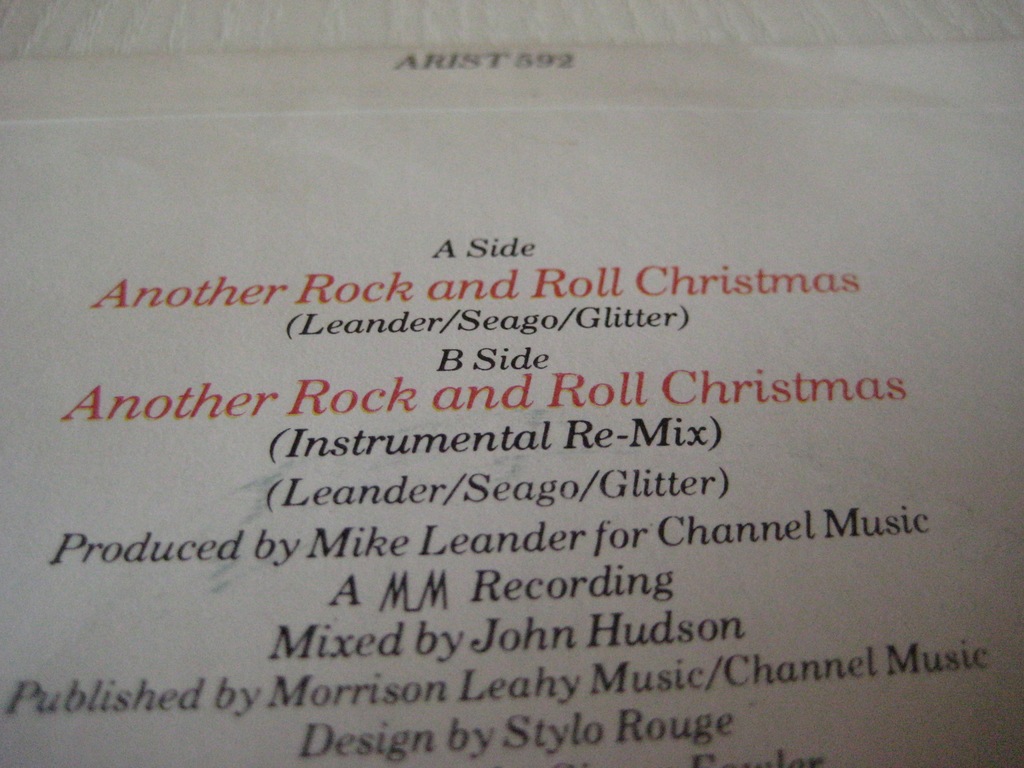 ARIST 592
A Side
Another Rock and Roll Christmas
(Leander/Seago/Glitter)
B Side
Another Rock and Roll Christmas
(Instrumental Re-Mix)
(Leander/Seago/Glitter)
Produced by Mike Leander for Channel Music
A MM Recording
Mixed by John Hudson
Published by Morrison Leahy Music/Channel Music
Design by Stylo Rouge
Fowler